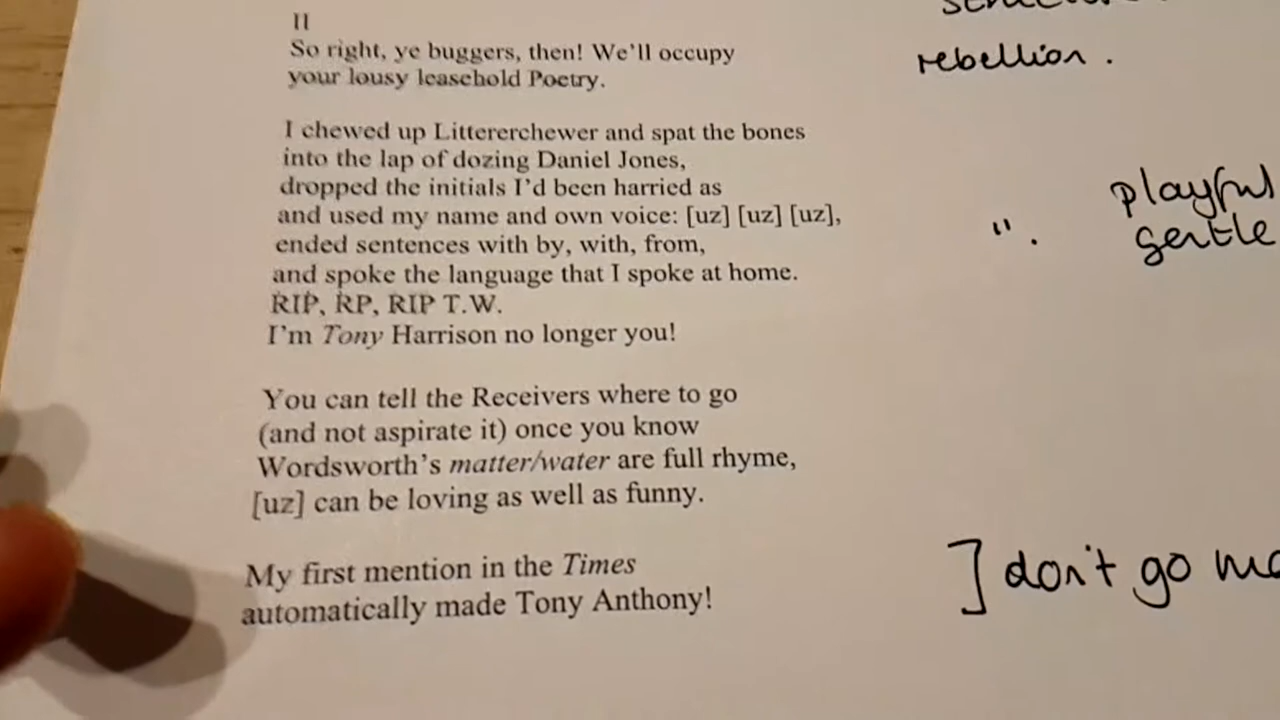 II
So right, ye buggers, then! We'll occupy
your lousy leasehold Poetry.
rebellion.
I chewed up Littererchewer and spat the bones
into the lap of dozing Daniel Jones,
dropped the initials I'd been harried as
and used my name and own voice: [uz] [uz] [uz],
ended sentences with by, with, from,
and spoke the language that I spoke at home.
RIP, RP, RIP T.W.
I'm Tony Harrison no longer you!
playful
" . gentle
You can tell the Receivers where to go
(and not aspirate it) once you know
Wordsworth's matter/water are full rhyme,
[uz] can be loving as well as funny.
My first mention in the Times
automatically made Tony Anthony!
] don't go